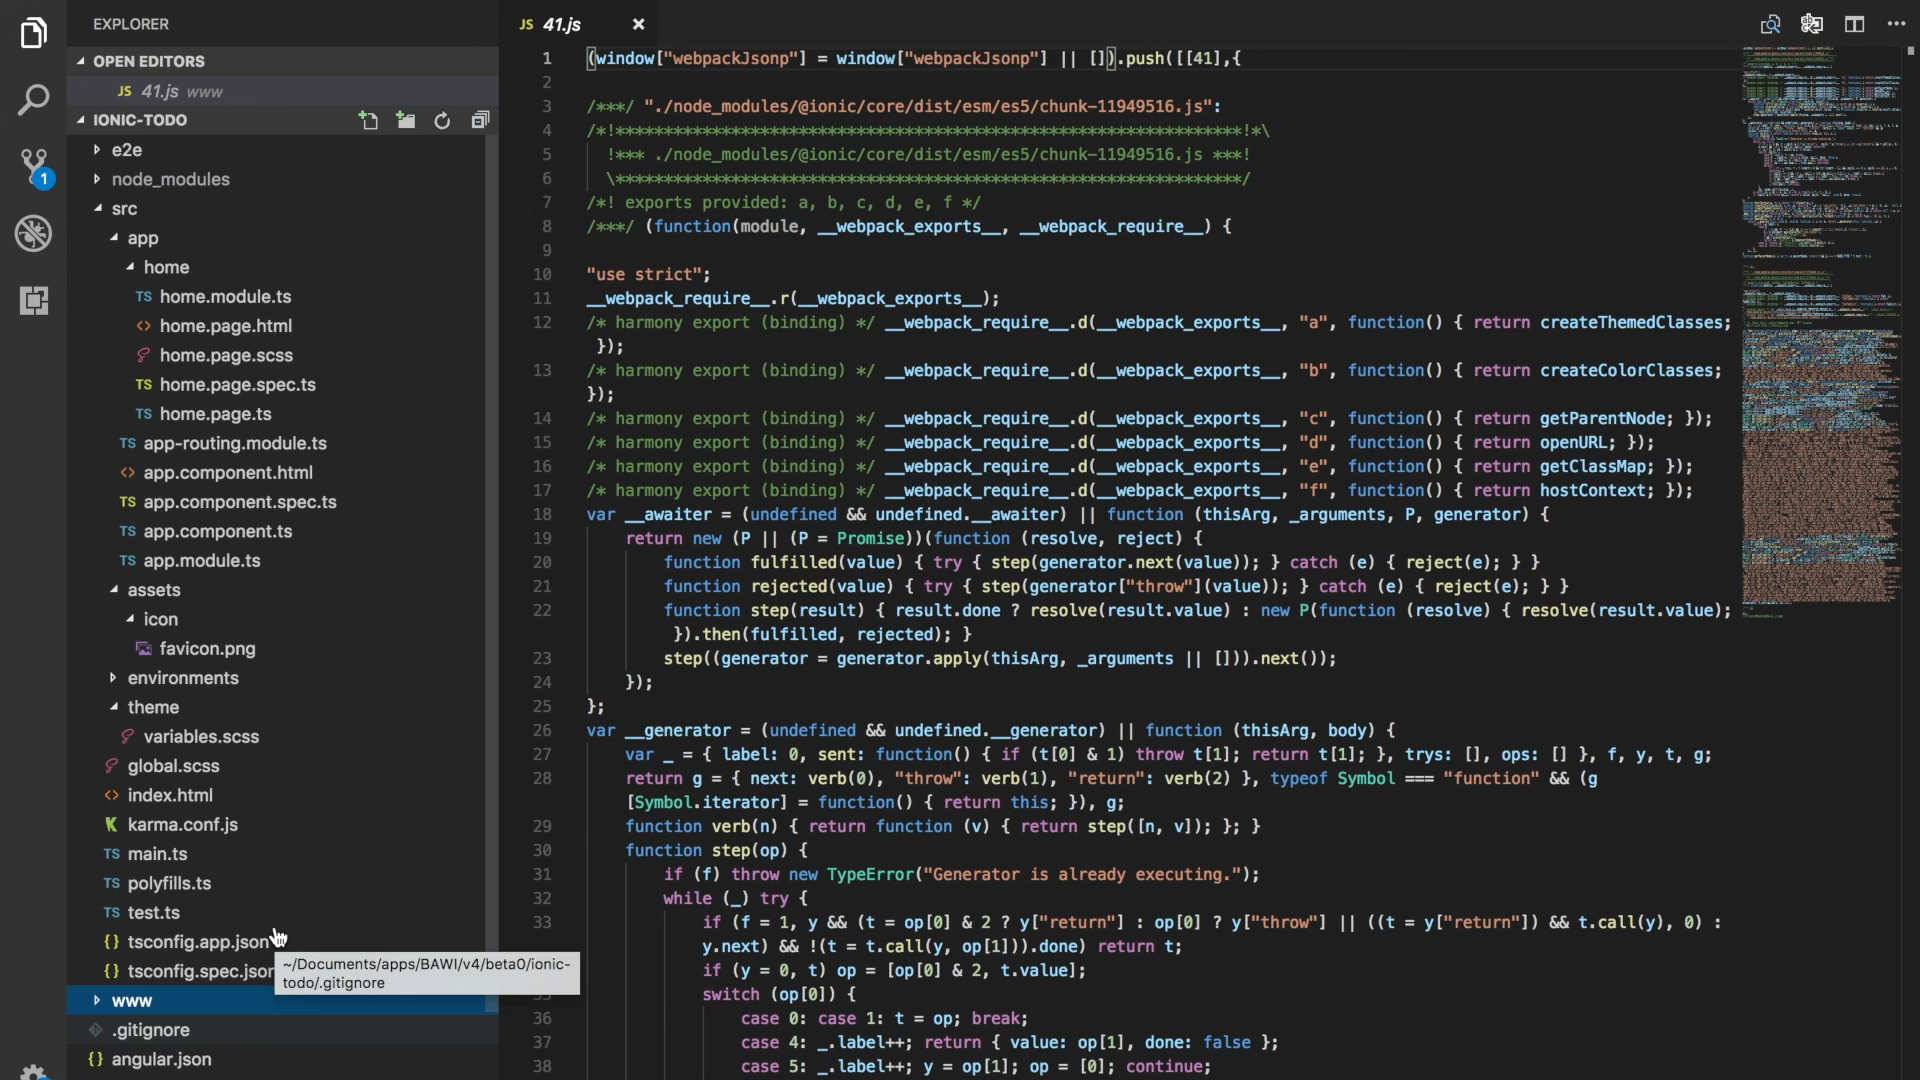 EXPLORER
OPEN EDITORS
JS 41.js www
IONIC-TODO
e2e
node_modules
src
app
home
TS home.module.ts
<> home.page.html
home.page.scss
TS home.page.spec.ts
TS home.page.ts
TS app-routing.module.ts
<> app.component.html
TS app.component.spec.ts
TS app.component.ts
TS app.module.ts
assets
icon
favicon.png
environments
theme
variables.scss
global.scss
<> index.html
K karma.conf.js
TS main.ts
TS polyfills.ts
TS test.ts
{} tsconfig.app.json
{} tsconfig.spec.json
www
.gitignore
{} angular.json
1
~/Documents/apps/BAWI/v4/beta0/ionic-
todo/.gitignore
JS 41.js
1 (window["webpackJsonp"] = window["webpackJsonp"] || []).push([[41],{
2
3 /***/ "./node_modules/@ionic/core/dist/esm/es5/chunk-11949516.js":
4 /*!*****************************************************************!*\
5 !*** ./node_modules/@ionic/core/dist/esm/es5/chunk-11949516.js ***!
6 \*****************************************************************/
7 /*! exports provided: a, b, c, d, e, f */
8 /***/ (function(module, __webpack_exports__, __webpack_require__) {
9
10 "use strict";
11 __webpack_require__.r(__webpack_exports__);
12 /* harmony export (binding) */ __webpack_require__.d(__webpack_exports__, "a", function() { return createThemedClasses;
});
13 /* harmony export (binding) */ __webpack_require__.d(__webpack_exports__, "b", function() { return createColorClasses;
});
14 /* harmony export (binding) */ __webpack_require__.d(__webpack_exports__, "c", function() { return getParentNode; });
15 /* harmony export (binding) */ __webpack_require__.d(__webpack_exports__, "d", function() { return openURL; });
16 /* harmony export (binding) */ __webpack_require__.d(__webpack_exports__, "e", function() { return getClassMap; });
17 /* harmony export (binding) */ __webpack_require__.d(__webpack_exports__, "f", function() { return hostContext; });
18 var __awaiter = (undefined && undefined.__awaiter) || function (thisArg, _arguments, P, generator) {
19 return new (P || (P = Promise))(function (resolve, reject) {
20 function fulfilled(value) { try { step(generator.next(value)); } catch (e) { reject(e); } }
21 function rejected(value) { try { step(generator["throw"](value)); } catch (e) { reject(e); } }
22 function step(result) { result.done ? resolve(result.value) : new P(function (resolve) { resolve(result.value);
}).then(fulfilled, rejected); }
23 step((generator = generator.apply(thisArg, _arguments || [])).next());
24 });
25 };
26 var __generator = (undefined && undefined.__generator) || function (thisArg, body) {
27 var _ = { label: 0, sent: function() { if (t[0] & 1) throw t[1]; return t[1]; }, trys: [], ops: [] }, f, y, t, g;
28 return g = { next: verb(0), "throw": verb(1), "return": verb(2) }, typeof Symbol === "function" && (g
[Symbol.iterator] = function() { return this; }), g;
29 function verb(n) { return function (v) { return step([n, v]); }; }
30 function step(op) {
31 if (f) throw new TypeError("Generator is already executing.");
32 while (_) try {
33 if (f = 1, y && (t = op[0] & 2 ? y["return"] : op[0] ? y["throw"] || ((t = y["return"]) && t.call(y), 0) :
y.next) && !(t = t.call(y, op[1])).done) return t;
if (y = 0, t) op = [op[0] & 2, t.value];
switch (op[0]) {
36 case 0: case 1: t = op; break;
37 case 4: _.label++; return { value: op[1], done: false };
38 case 5: _.label++; y = op[1]; op = [0]; continue;